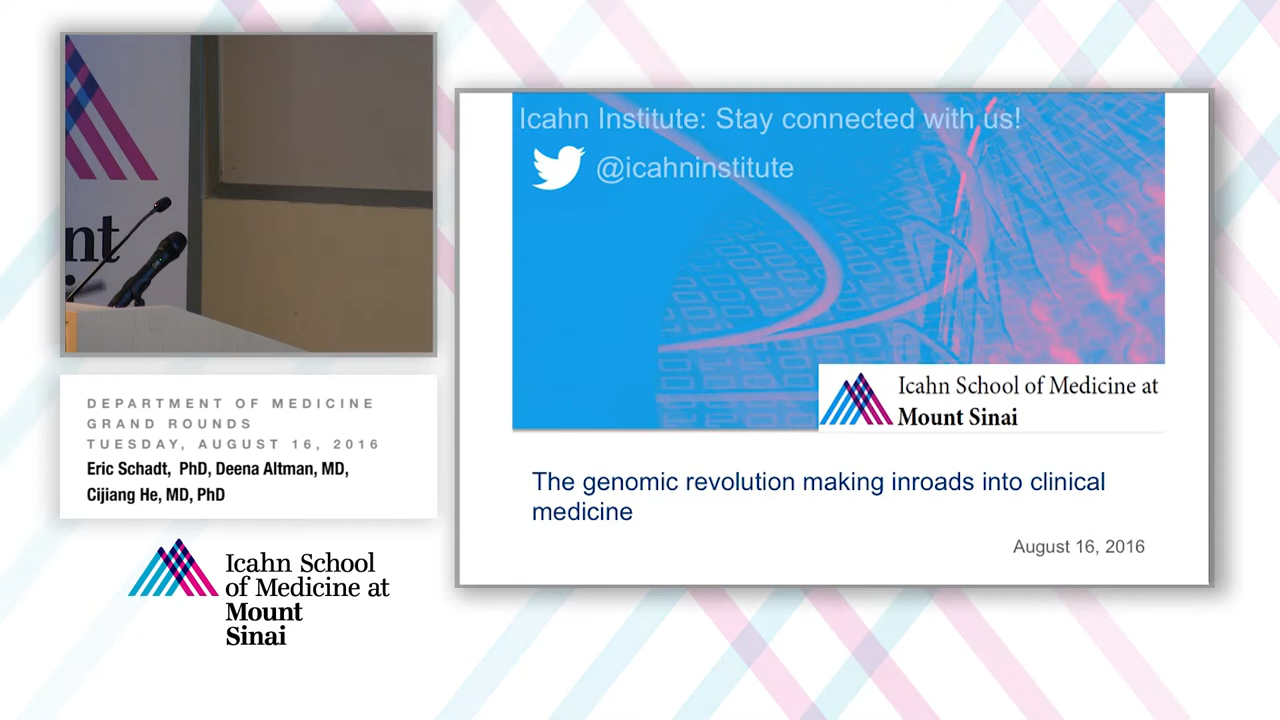 nt
DEPARTMENT OF MEDICINE
GRAND ROUNDS
TUESDAY, AUGUST 16, 2016
Eric Schadt, PhD, Deena Altman, MD,
Cijiang He, MD, PhD
Icahn School
of Medicine at
Mount
Sinai
Icahn Institute: Stay connected with us!
@icahninstitute
Icahn School of Medicine at
Mount Sinai
The genomic revolution making inroads into clinical
medicine
August 16, 2016